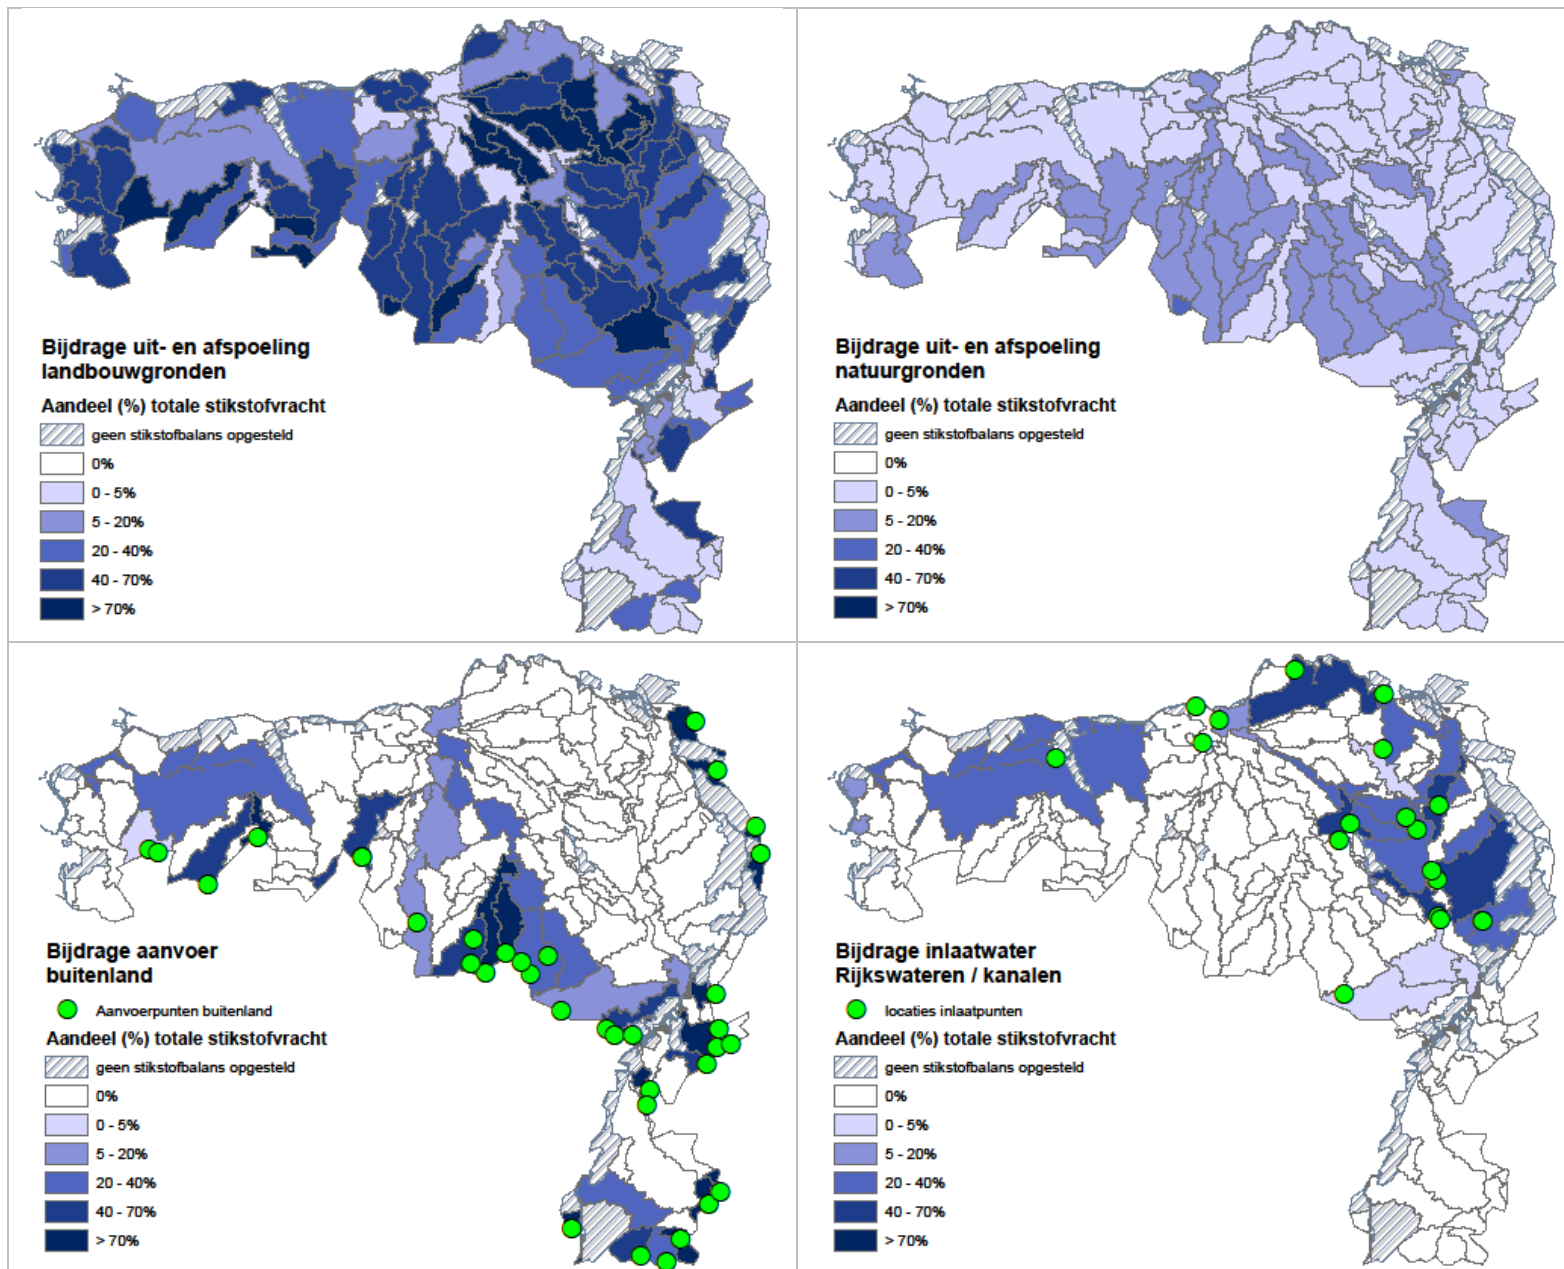 Bijdrage uit- en afspoeling
landbouwgronden
Aandeel (%) totale stikstofvracht
geen stikstofbalans opgesteld
0%
0 - 5%
5 - 20%
20 - 40%
40 - 70%
> 70%
Bijdrage uit- en afspoeling
natuurgronden
Aandeel (%) totale stikstofvracht
geen stikstofbalans opgesteld
0%
0 - 5%
5 - 20%
20 - 40%
40 - 70%
> 70%
Bijdrage aanvoer
buitenland
Aanvoerpunten buitenland
Aandeel (%) totale stikstofvracht
geen stikstofbalans opgesteld
0%
0 - 5%
5 - 20%
20 - 40%
40 - 70%
> 70%
Bijdrage inlaatwater
Rijkswateren / kanalen
locaties inlaatpunten
Aandeel (%) totale stikstofvracht
geen stikstofbalans opgesteld
0%
0 - 5%
5 - 20%
20 - 40%
40 - 70%
> 70%